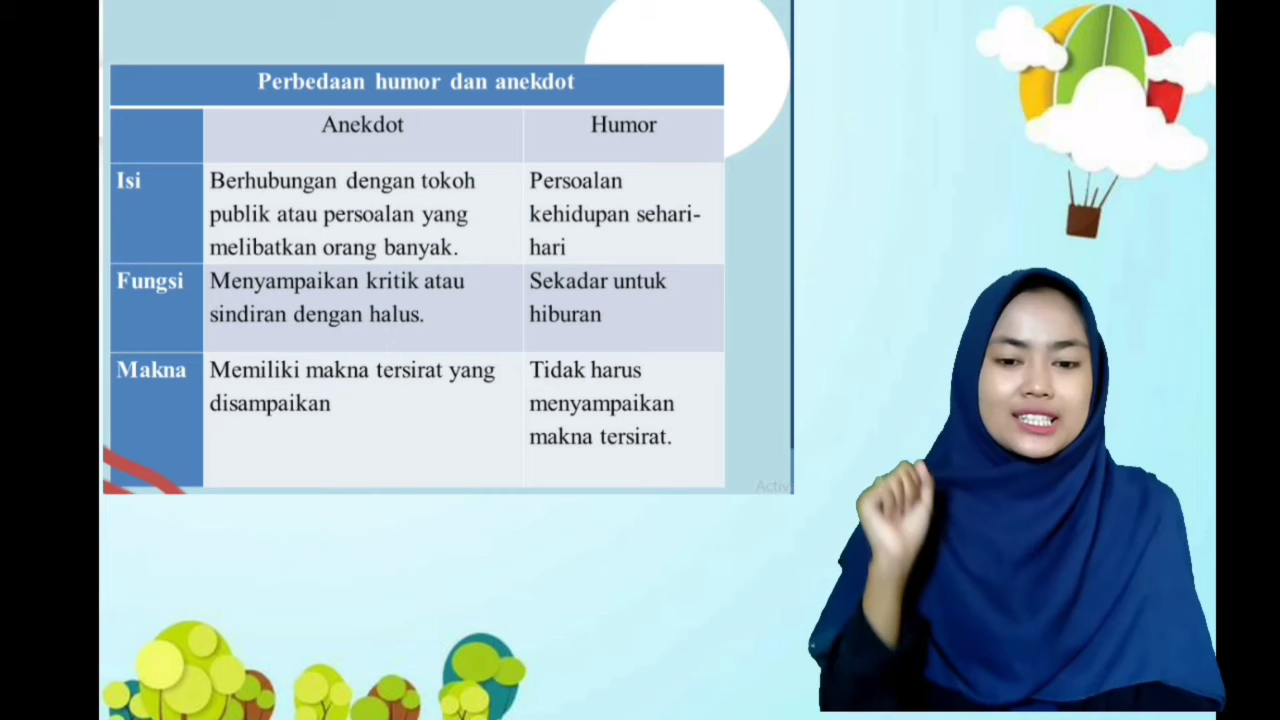 Perbedaan humor dan anekdot
Anekdot
Humor
Isi
Berhubungan dengan tokoh
publik atau persoalan yang
melibatkan orang banyak.
Persoalan
kehidupan sehari-
hari
Fungsi
Menyampaikan kritik atau
sindiran dengan halus.
Sekadar untuk
hiburan
Makna
Memiliki makna tersirat yang
disampaikan
Tidak harus
menyampaikan
makna tersirat.
Activ